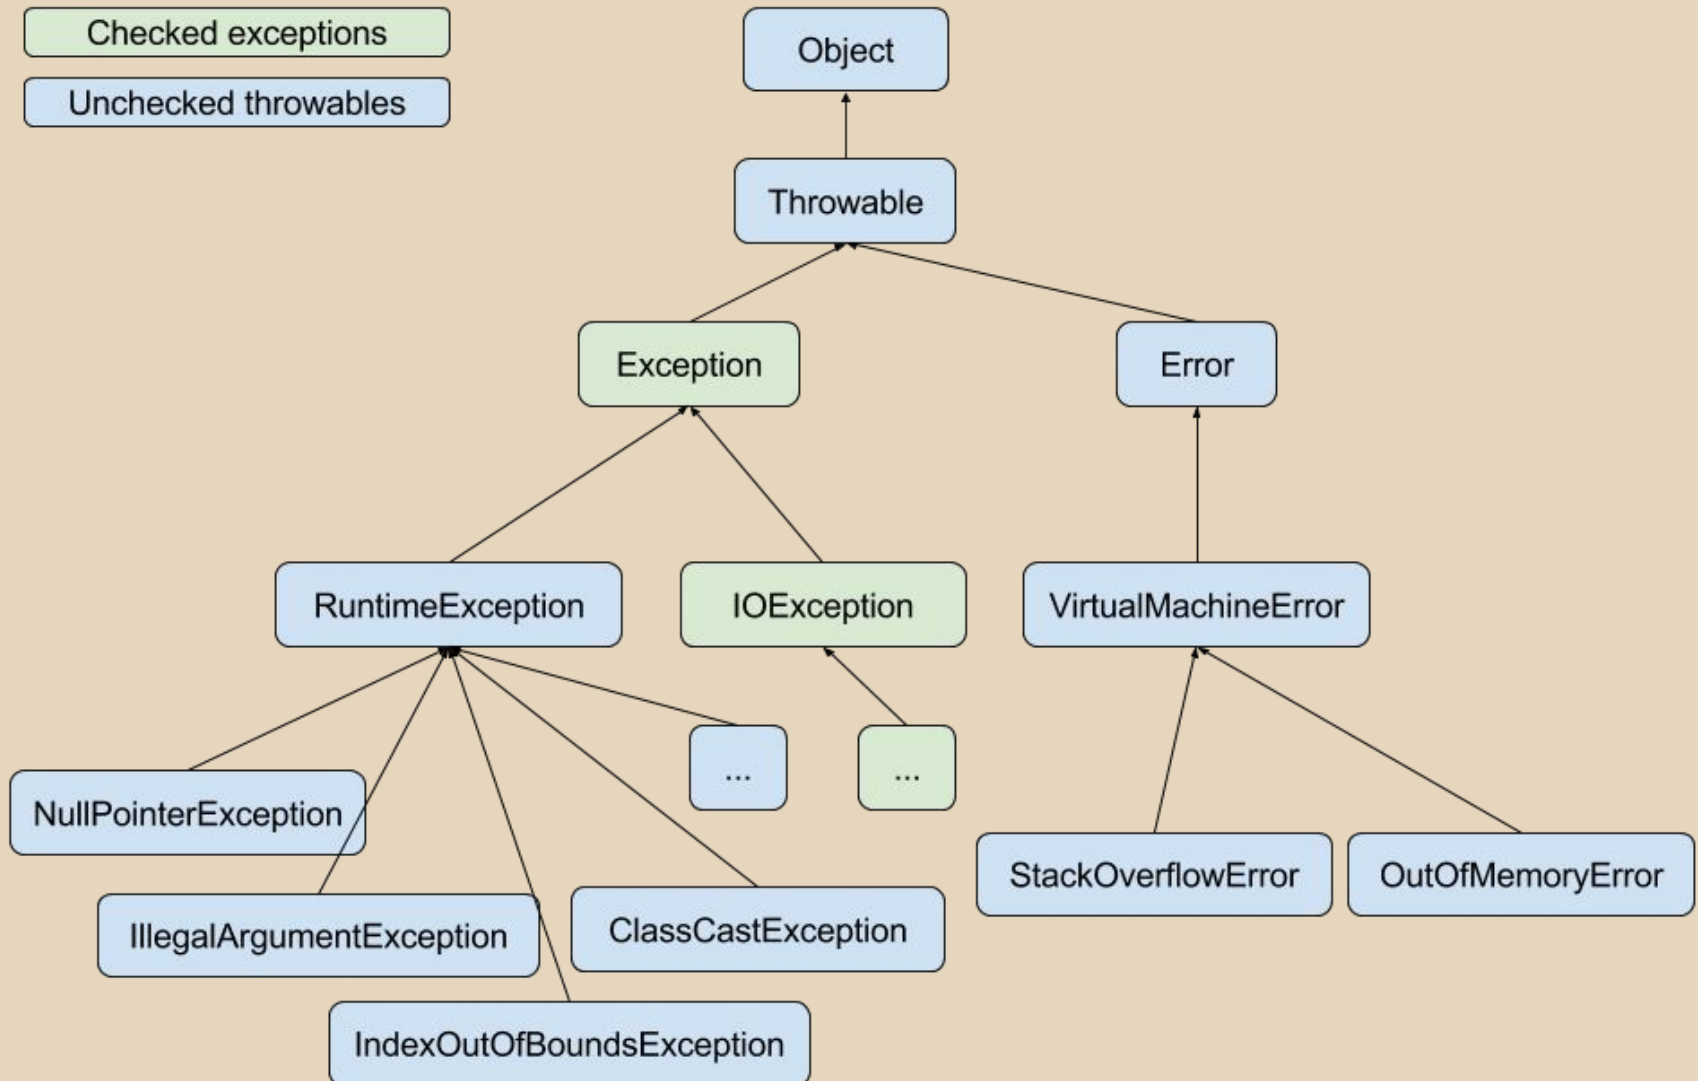 Checked exceptions
Unchecked throwables
Object
Throwable
Exception
Error
RuntimeException
IOException
VirtualMachineError
...
...
NullPointerException
StackOverflowError
OutOfMemoryError
IllegalArgumentException
ClassCastException
IndexOutOfBoundsException